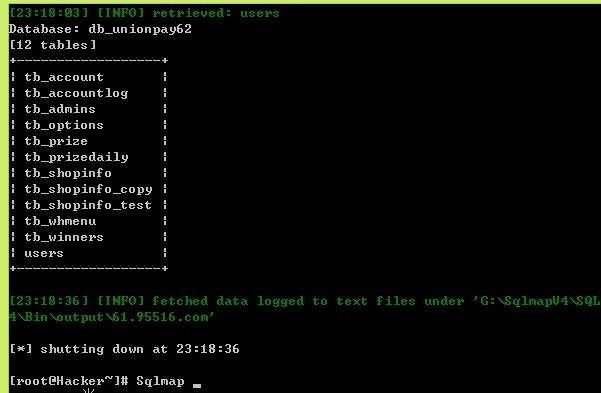 [23:18:03] [INFO] retrieved: users
Database: db_unionpay62
[12 tables]
+------------------+
| tb_account       |
| tb_accountlog    |
| tb_admins        |
| tb_options       |
| tb_prize         |
| tb_prizedaily    |
| tb_shopinfo      |
| tb_shopinfo_copy |
| tb_shopinfo_test |
| tb_whmenu        |
| tb_winners       |
| users            |
+------------------+
[23:18:36] [INFO] fetched data logged to text files under 'G:\SqlmapV4\SQL
4\Bin\output\61.95516.com'
[*] shutting down at 23:18:36
[root@Hacker~]# Sqlmap _